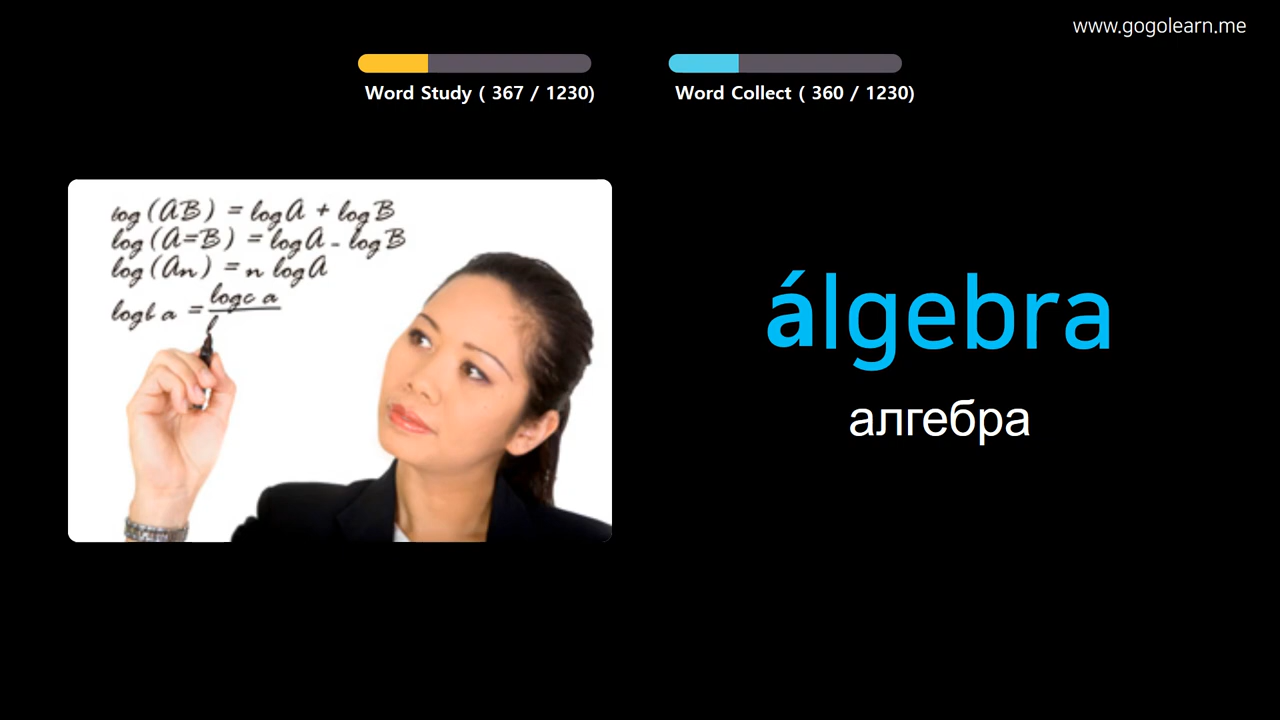 www.gogolearn.me
Word Study ( 367 / 1230)
Word Collect ( 360 / 1230)
log (AB) = log A + log B
log (A=B) = log A - log B
log (An) = n log A
logb a = logc a
álgebra
алгебра